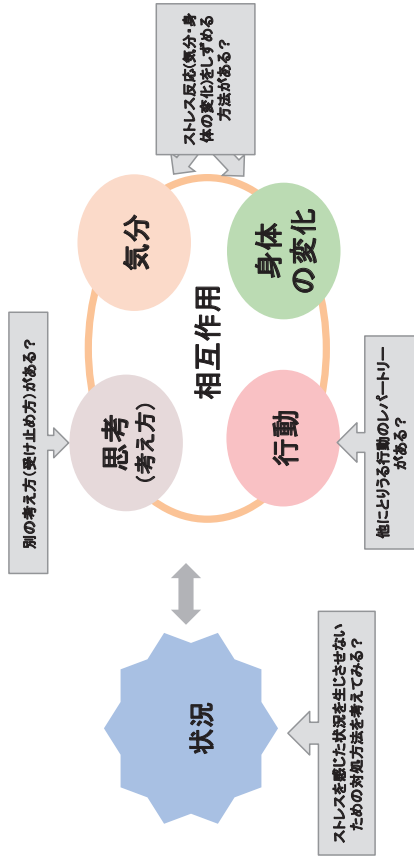 別の考え方(受け止め方)がある?
ストレス反応(気分・身
体の変化)をしずめる
方法がある?
思考
(考え方)
気分
状況
相互作用
行動
身体
の変化
ストレスを感じた状況を生じさせない
ための対処方法を考えてみる?
他にとりうる行動のレパートリー
がある?